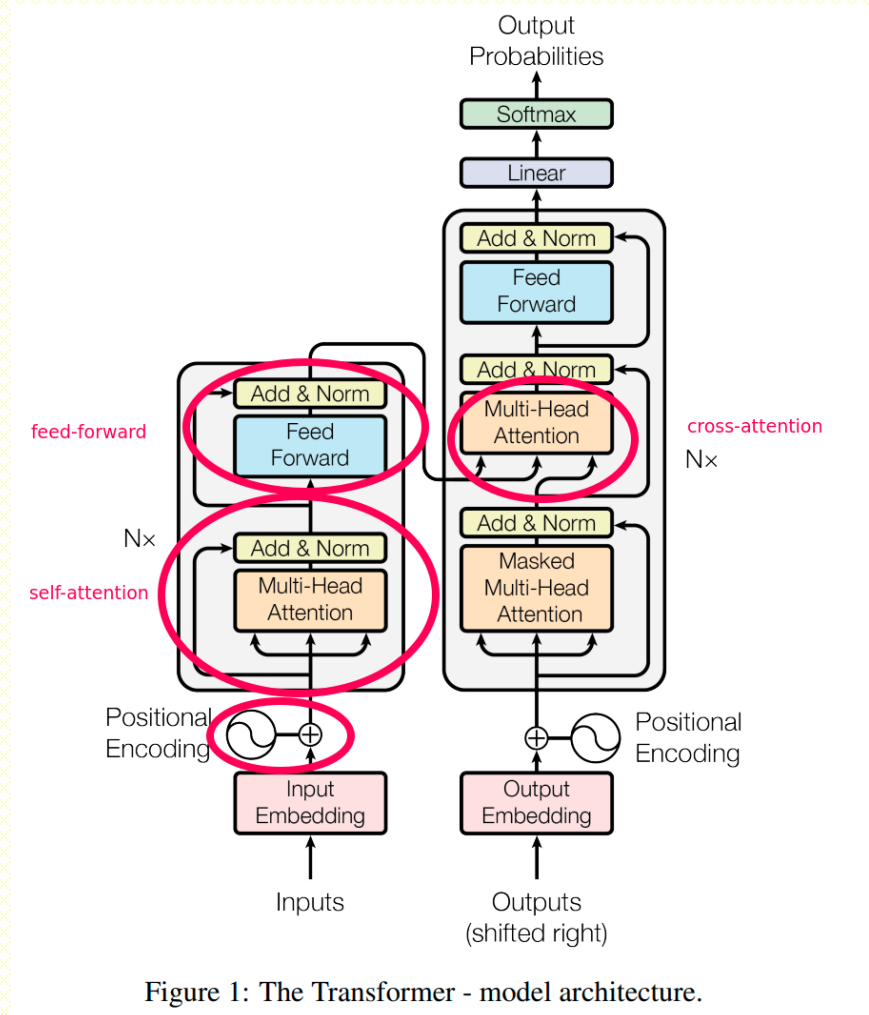 Output
Probabilities
Softmax
Linear
Add & Norm
Feed
Forward
Add & Norm
Multi-Head
Attention
cross-attention
N×
Add & Norm
Masked
Multi-Head
Attention
Add & Norm
Feed
Forward
feed-forward
N×
Add & Norm
Multi-Head
Attention
self-attention
Positional
Encoding
Positional
Encoding
Input
Embedding
Output
Embedding
Inputs
Outputs
(shifted right)
Figure 1: The Transformer - model architecture.